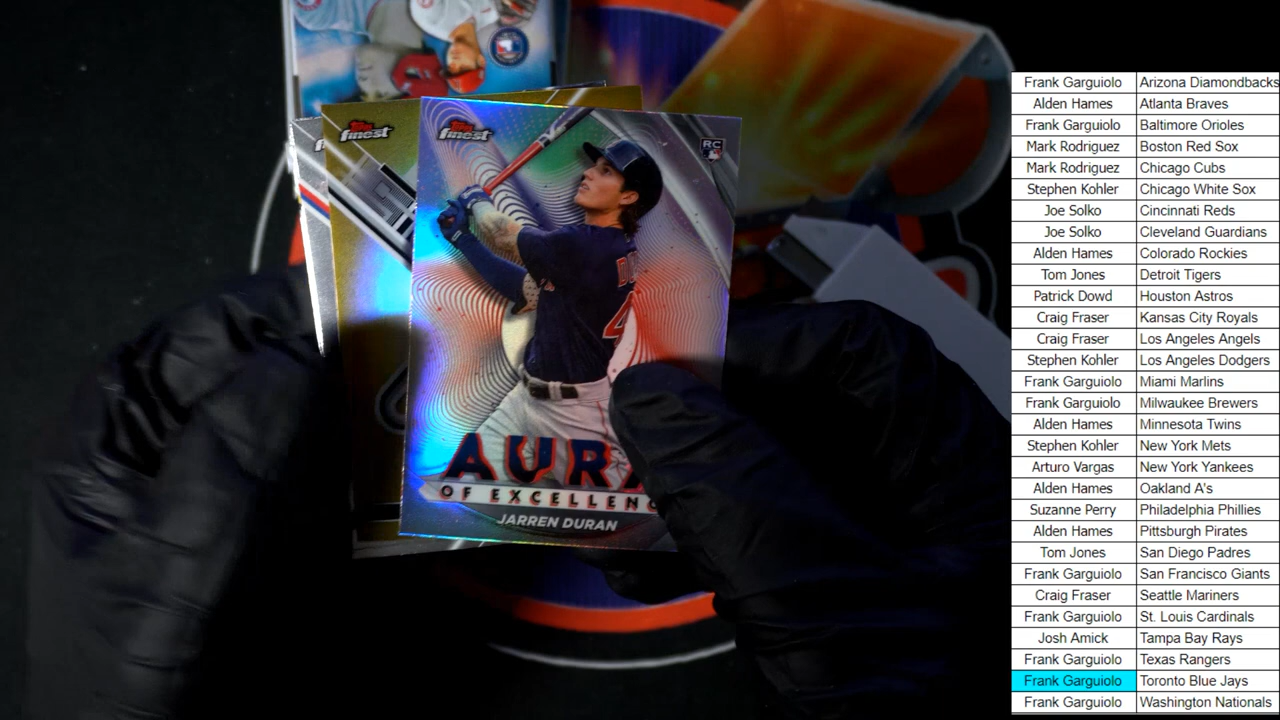 Topps finest
RC
AURA
OF EXCELLENC
JARREN DURAN
Frank Garguiolo Arizona Diamondbacks
Alden Hames Atlanta Braves
Frank Garguiolo Baltimore Orioles
Mark Rodriguez Boston Red Sox
Mark Rodriguez Chicago Cubs
Stephen Kohler Chicago White Sox
Joe Solko Cincinnati Reds
Joe Solko Cleveland Guardians
Alden Hames Colorado Rockies
Tom Jones Detroit Tigers
Patrick Dowd Houston Astros
Craig Fraser Kansas City Royals
Craig Fraser Los Angeles Angels
Stephen Kohler Los Angeles Dodgers
Frank Garguiolo Miami Marlins
Frank Garguiolo Milwaukee Brewers
Alden Hames Minnesota Twins
Stephen Kohler New York Mets
Arturo Vargas New York Yankees
Alden Hames Oakland A's
Suzanne Perry Philadelphia Phillies
Alden Hames Pittsburgh Pirates
Tom Jones San Diego Padres
Frank Garguiolo San Francisco Giants
Craig Fraser Seattle Mariners
Frank Garguiolo St. Louis Cardinals
Josh Amick Tampa Bay Rays
Frank Garguiolo Texas Rangers
Frank Garguiolo Toronto Blue Jays
Frank Garguiolo Washington Nationals
Topps finest